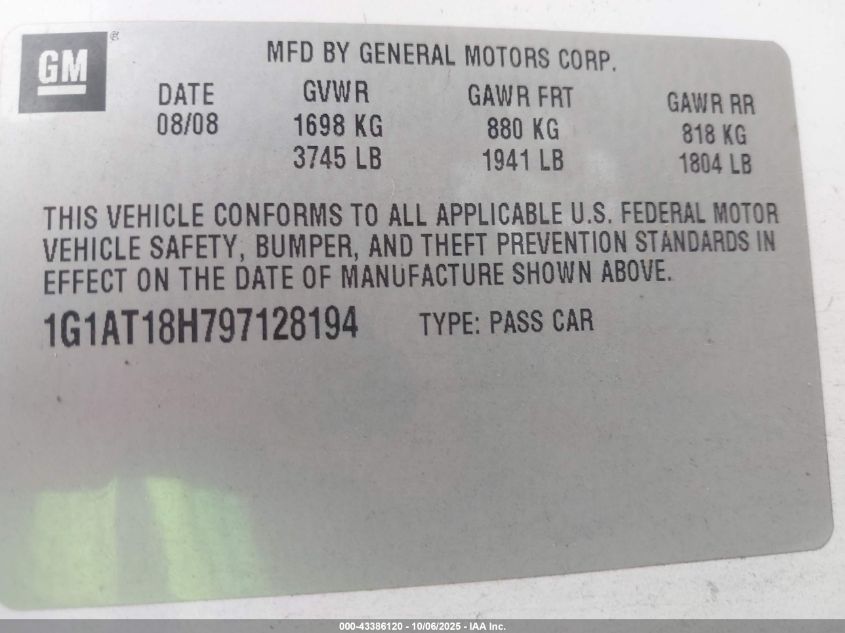 GM®
MFD BY GENERAL MOTORS CORP.
DATE GVWR GAWR FRT GAWR RR
08/08 1698 KG 880 KG 818 KG
3745 LB 1941 LB 1804 LB
THIS VEHICLE CONFORMS TO ALL APPLICABLE U.S. FEDERAL MOTOR
VEHICLE SAFETY, BUMPER, AND THEFT PREVENTION STANDARDS IN
EFFECT ON THE DATE OF MANUFACTURE SHOWN ABOVE.
1G1AT18H797128194 TYPE: PASS CAR
000-43386120 - 10/06/2025 - IAA Inc.